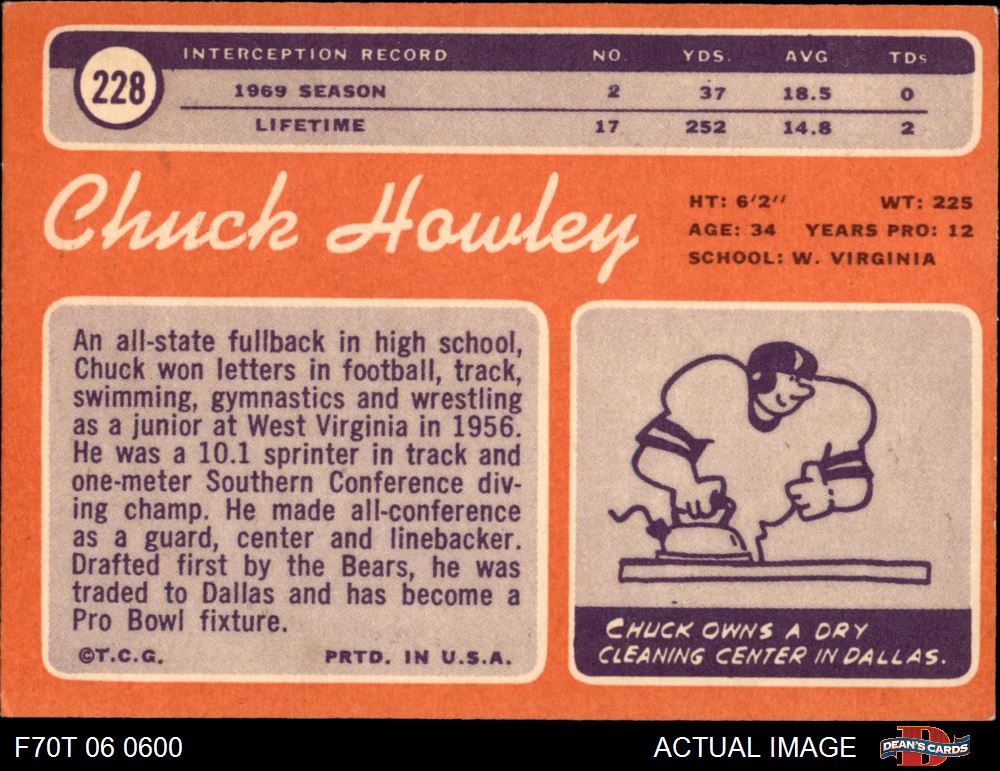 228
INTERCEPTION RECORD NO. YDS. AVG TDs
1969 SEASON 2 37 18.5 0
LIFETIME 17 252 14.8 2
Chuck Howley
HT: 6'2'' WT: 225
AGE: 34 YEARS PRO: 12
SCHOOL: W. VIRGINIA
An all-state fullback in high school,
Chuck won letters in football, track,
swimming, gymnastics and wrestling
as a junior at West Virginia in 1956.
He was a 10.1 sprinter in track and
one-meter Southern Conference div-
ing champ. He made all-conference
as a guard, center and linebacker.
Drafted first by the Bears, he was
traded to Dallas and has become a
Pro Bowl fixture.
©T.C.G. PRTD. IN U.S.A.
CHUCK OWNS A DRY
CLEANING CENTER IN DALLAS.
F70T 06 0600 ACTUAL IMAGE D DEAN'S CARDS